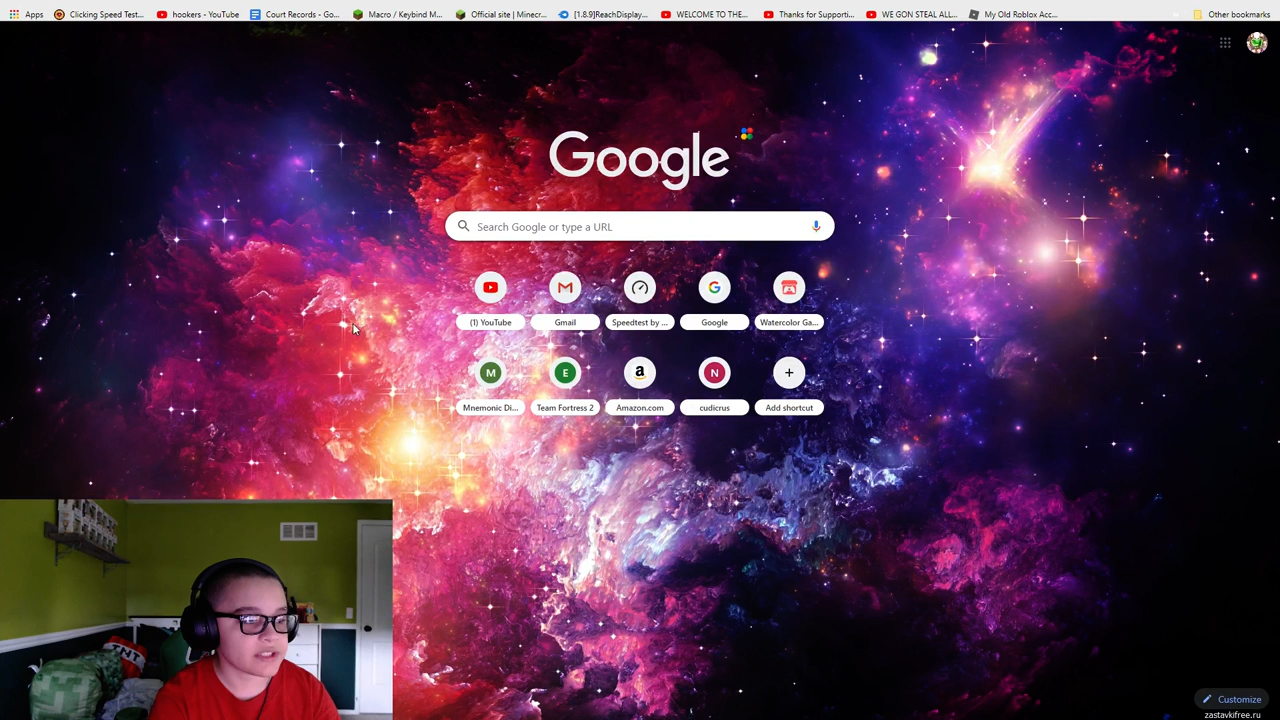 Apps Clicking Speed Test... hookers - YouTube Court Records - Go... Macro / Keybind M... Official site | Minecr... [1.8.9]ReachDisplay... WELCOME TO THE... Thanks for Supporti... WE GON STEAL ALL... My Old Roblox Acc... Other bookmarks
Google
Search Google or type a URL
(1) YouTube Gmail Speedtest by ... Google Watercolor Ga...
M E a N +
Mnemonic Di... Team Fortress 2 Amazon.com cudicrus Add shortcut
TNT
Customize
zastavkifree.ru